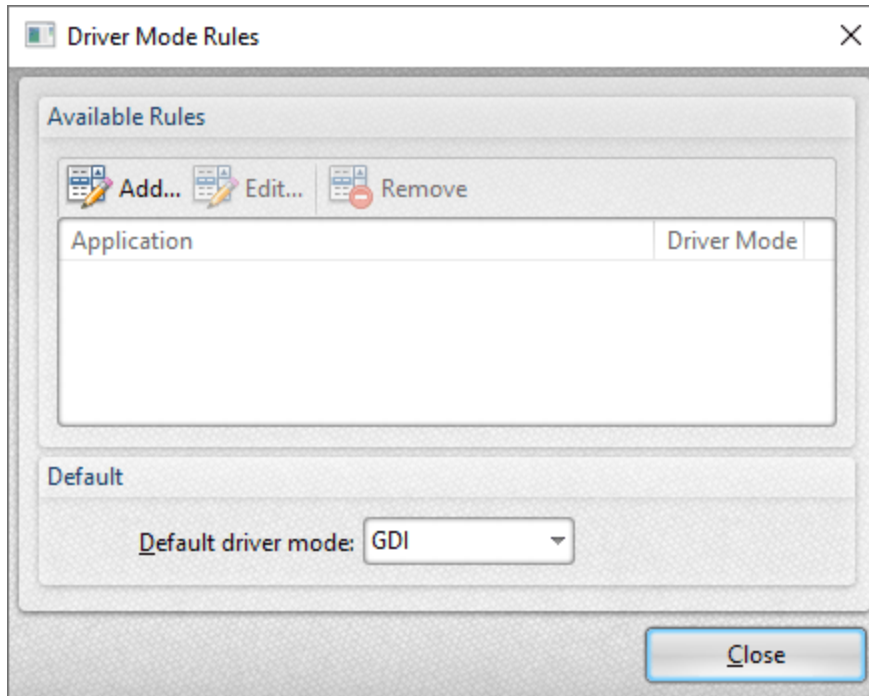 Driver Mode Rules
Available Rules
Add... Edit... Remove
Application Driver Mode
Default
Default driver mode: GDI
Close